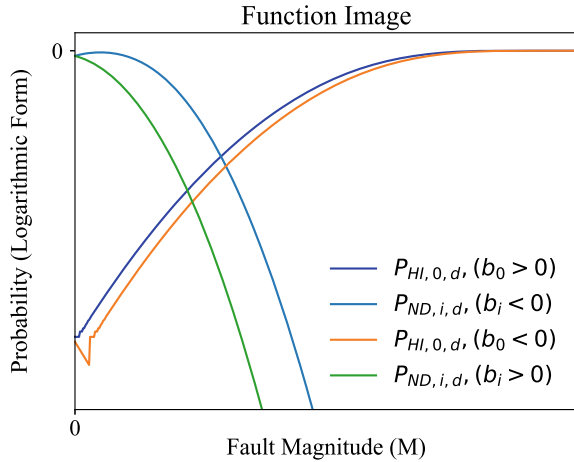 Function Image
Probability (Logarithmic Form)
0
P_{HI, 0, d}, (b_0 > 0)
P_{ND, i, d}, (b_i < 0)
P_{HI, 0, d}, (b_0 < 0)
P_{ND, i, d}, (b_i > 0)
0
Fault Magnitude (M)